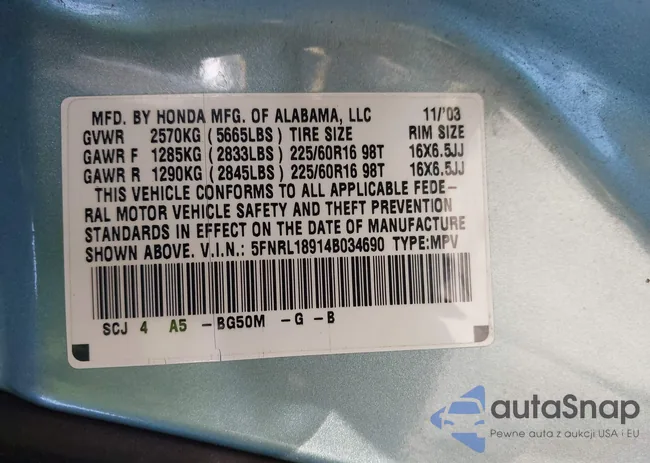 MFD. BY HONDA MFG. OF ALABAMA, LLC 11/'03
GVWR 2570KG (5665LBS) TIRE SIZE RIM SIZE
GAWR F 1285KG (2833LBS) 225/60R16 98T 16X6.5JJ
GAWR R 1290KG (2845LBS) 225/60R16 98T 16X6.5JJ
THIS VEHICLE CONFORMS TO ALL APPLICABLE FEDE-
RAL MOTOR VEHICLE SAFETY AND THEFT PREVENTION
STANDARDS IN EFFECT ON THE DATE OF MANUFACTURE
SHOWN ABOVE. V.I.N.: 5FNRL18914B034690 TYPE:MPV
SCJ 4 A5 -BG50M -G -B
autaSnap
Pewne auta z aukcji USA i EU